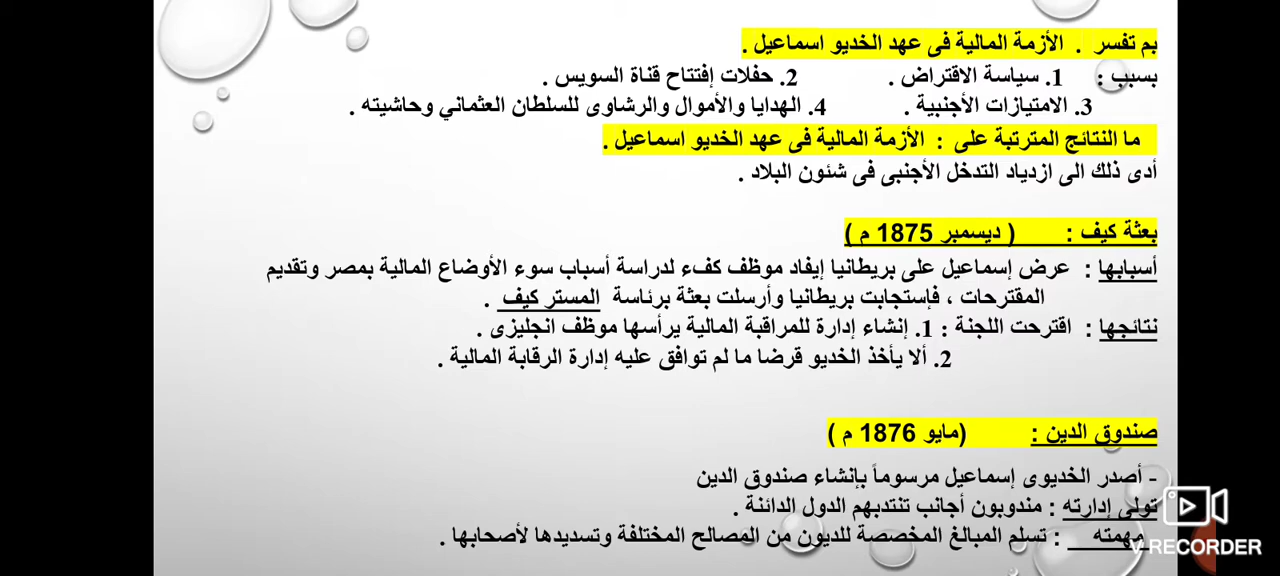 بم تفسر . الأزمة المالية فى عهد الخديو اسماعيل .
بسبب : 1. سياسة الاقتراض . 2. حفلات إفتتاح قناة السويس .
3. الامتيازات الأجنبية . 4. الهدايا والأموال والرشاوى للسلطان العثماني وحاشيته .
ما النتائج المترتبة على : الأزمة المالية فى عهد الخديو اسماعيل .
أدى ذلك الى ازدياد التدخل الأجنبى فى شئون البلاد .
بعثة كيف : ( ديسمبر 1875 م )
أسبابها : عرض إسماعيل على بريطانيا إيفاد موظف كفء لدراسة أسباب سوء الأوضاع المالية بمصر وتقديم
المقترحات ، فإستجابت بريطانيا وأرسلت بعثة برئاسة المستر كيف .
نتائجها : اقترحت اللجنة : 1. إنشاء إدارة للمراقبة المالية يرأسها موظف انجليزى .
2. ألا يأخذ الخديو قرضا ما لم توافق عليه إدارة الرقابة المالية .
صندوق الدين : (مايو 1876 م )
- أصدر الخديوى إسماعيل مرسوماً بإنشاء صندوق الدين
تولى إدارته : مندوبون أجانب تنتدبهم الدول الدائنة .
مهمته : تسلم المبالغ المخصصة للديون من المصالح المختلفة وتسديدها لأصحابها .
V RECORDER